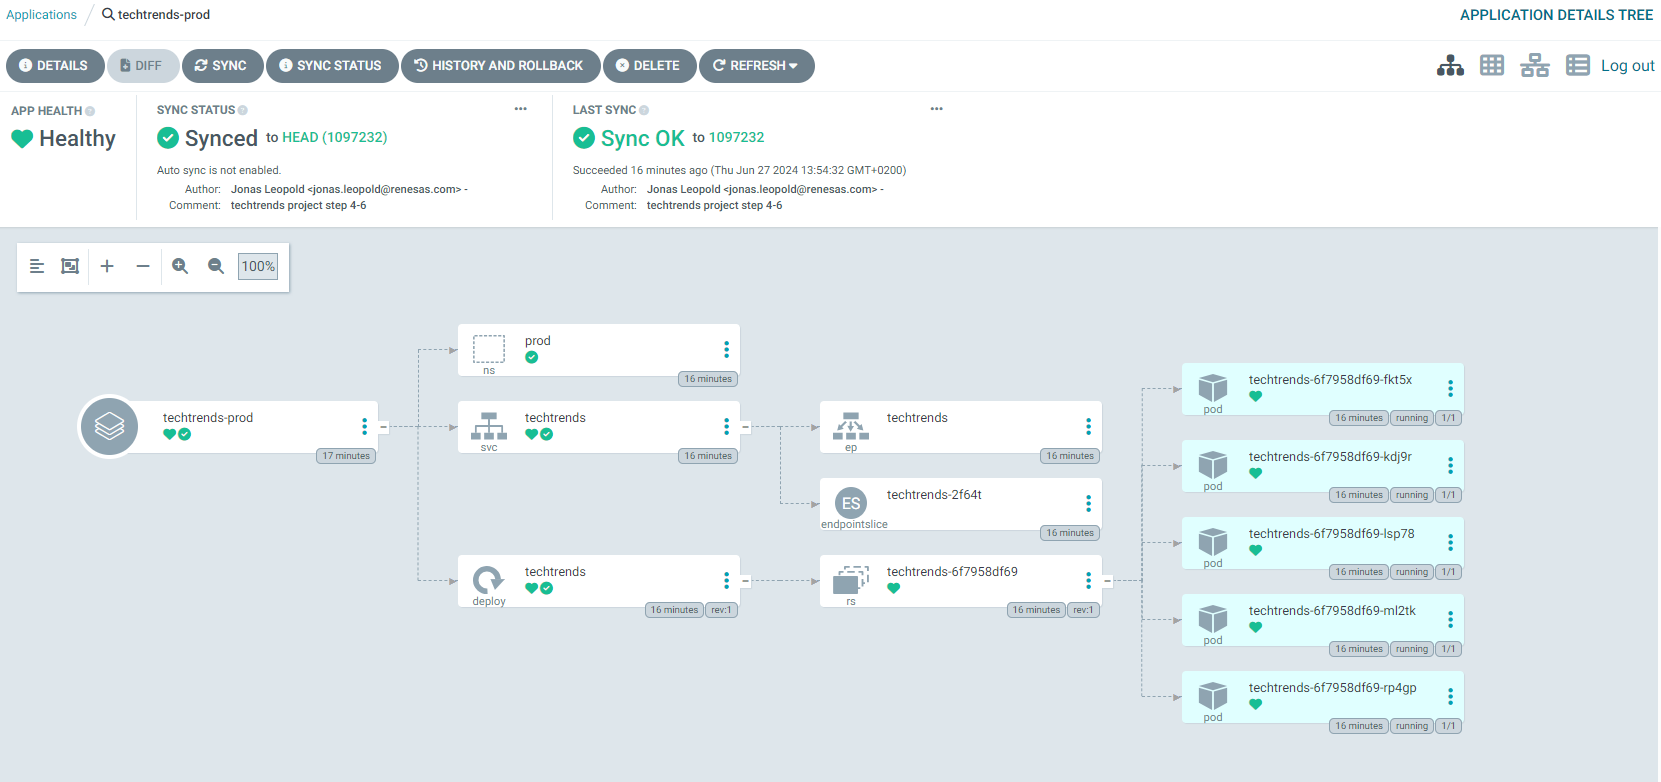 Applications / techtrends-prod
APPLICATION DETAILS TREE
DETAILS
DIFF
SYNC
SYNC STATUS
HISTORY AND ROLLBACK
DELETE
REFRESH
Log out
APP HEALTH
Healthy
SYNC STATUS
Synced to HEAD (1097232)
Auto sync is not enabled.
Author: Jonas Leopold <jonas.leopold@renesas.com> -
Comment: techtrends project step 4-6
LAST SYNC
Sync OK to 1097232
Succeeded 16 minutes ago (Thu Jun 27 2024 13:54:32 GMT+0200)
Author: Jonas Leopold <jonas.leopold@renesas.com> -
Comment: techtrends project step 4-6
100%
techtrends-prod
17 minutes
prod
ns
16 minutes
techtrends
svc
16 minutes
techtrends
deploy
16 minutes rev:1
techtrends
ep
16 minutes
ES
techtrends-2f64t
endpointslice
16 minutes
techtrends-6f7958df69
rs
16 minutes rev:1
techtrends-6f7958df69-fkt5x
pod
16 minutes running 1/1
techtrends-6f7958df69-kdj9r
pod
16 minutes running 1/1
techtrends-6f7958df69-lsp78
pod
16 minutes running 1/1
techtrends-6f7958df69-ml2tk
pod
16 minutes running 1/1
techtrends-6f7958df69-rp4gp
pod
16 minutes running 1/1